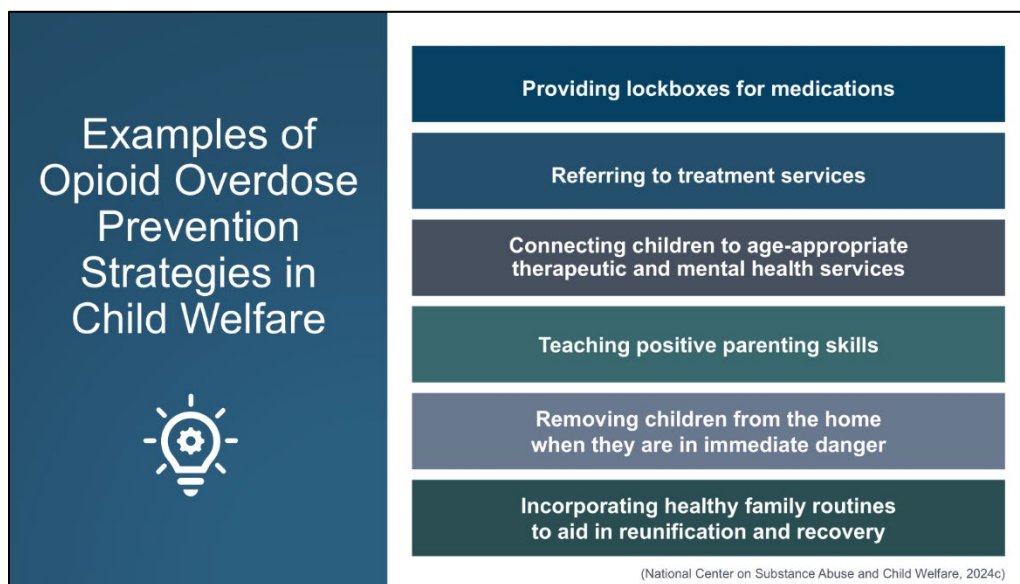 Examples of
Opioid Overdose
Prevention
Strategies in
Child Welfare
Providing lockboxes for medications
Referring to treatment services
Connecting children to age-appropriate
therapeutic and mental health services
Teaching positive parenting skills
Removing children from the home
when they are in immediate danger
Incorporating healthy family routines
to aid in reunification and recovery
(National Center on Substance Abuse and Child Welfare, 2024c)